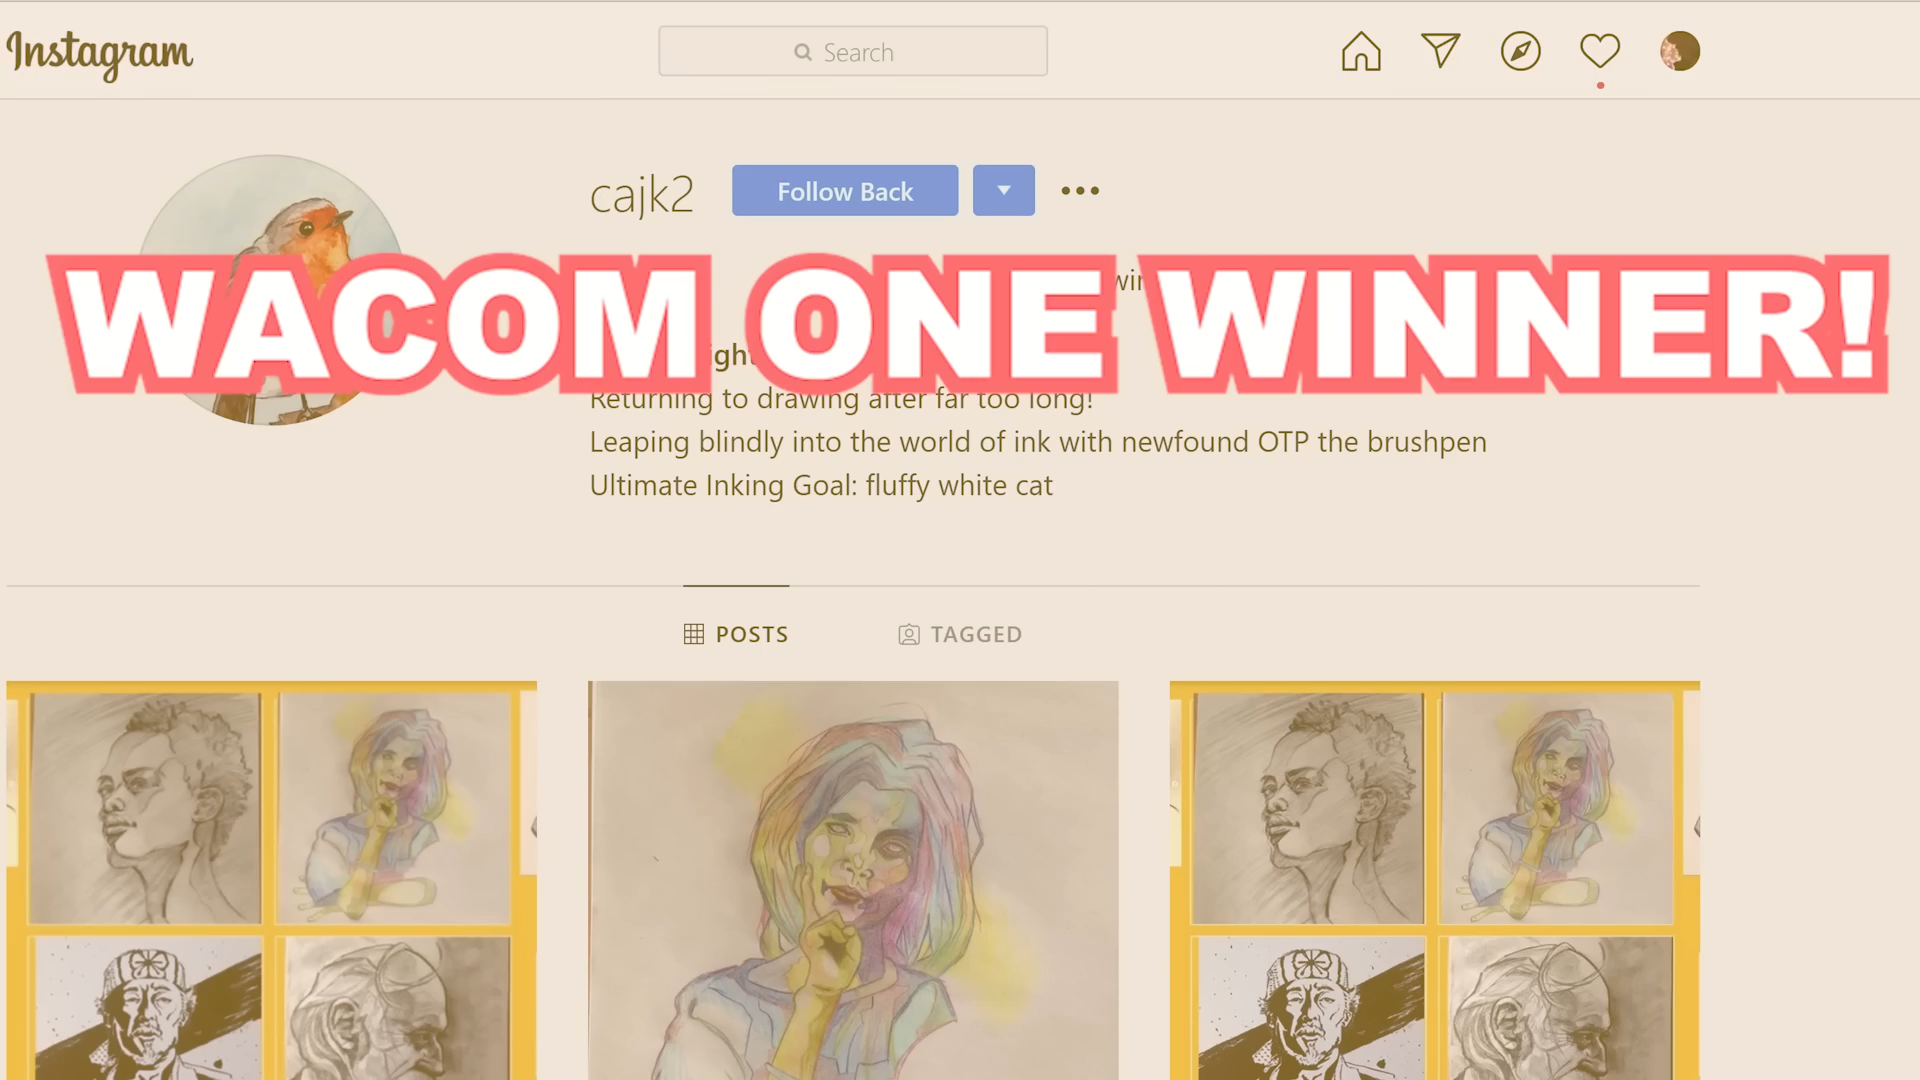 Instagram
Search
cajk2
Follow Back
WACOM ONE WINNER!
Returning to drawing after far too long!
Leaping blindly into the world of ink with newfound OTP the brushpen
Ultimate Inking Goal: fluffy white cat
POSTS
TAGGED